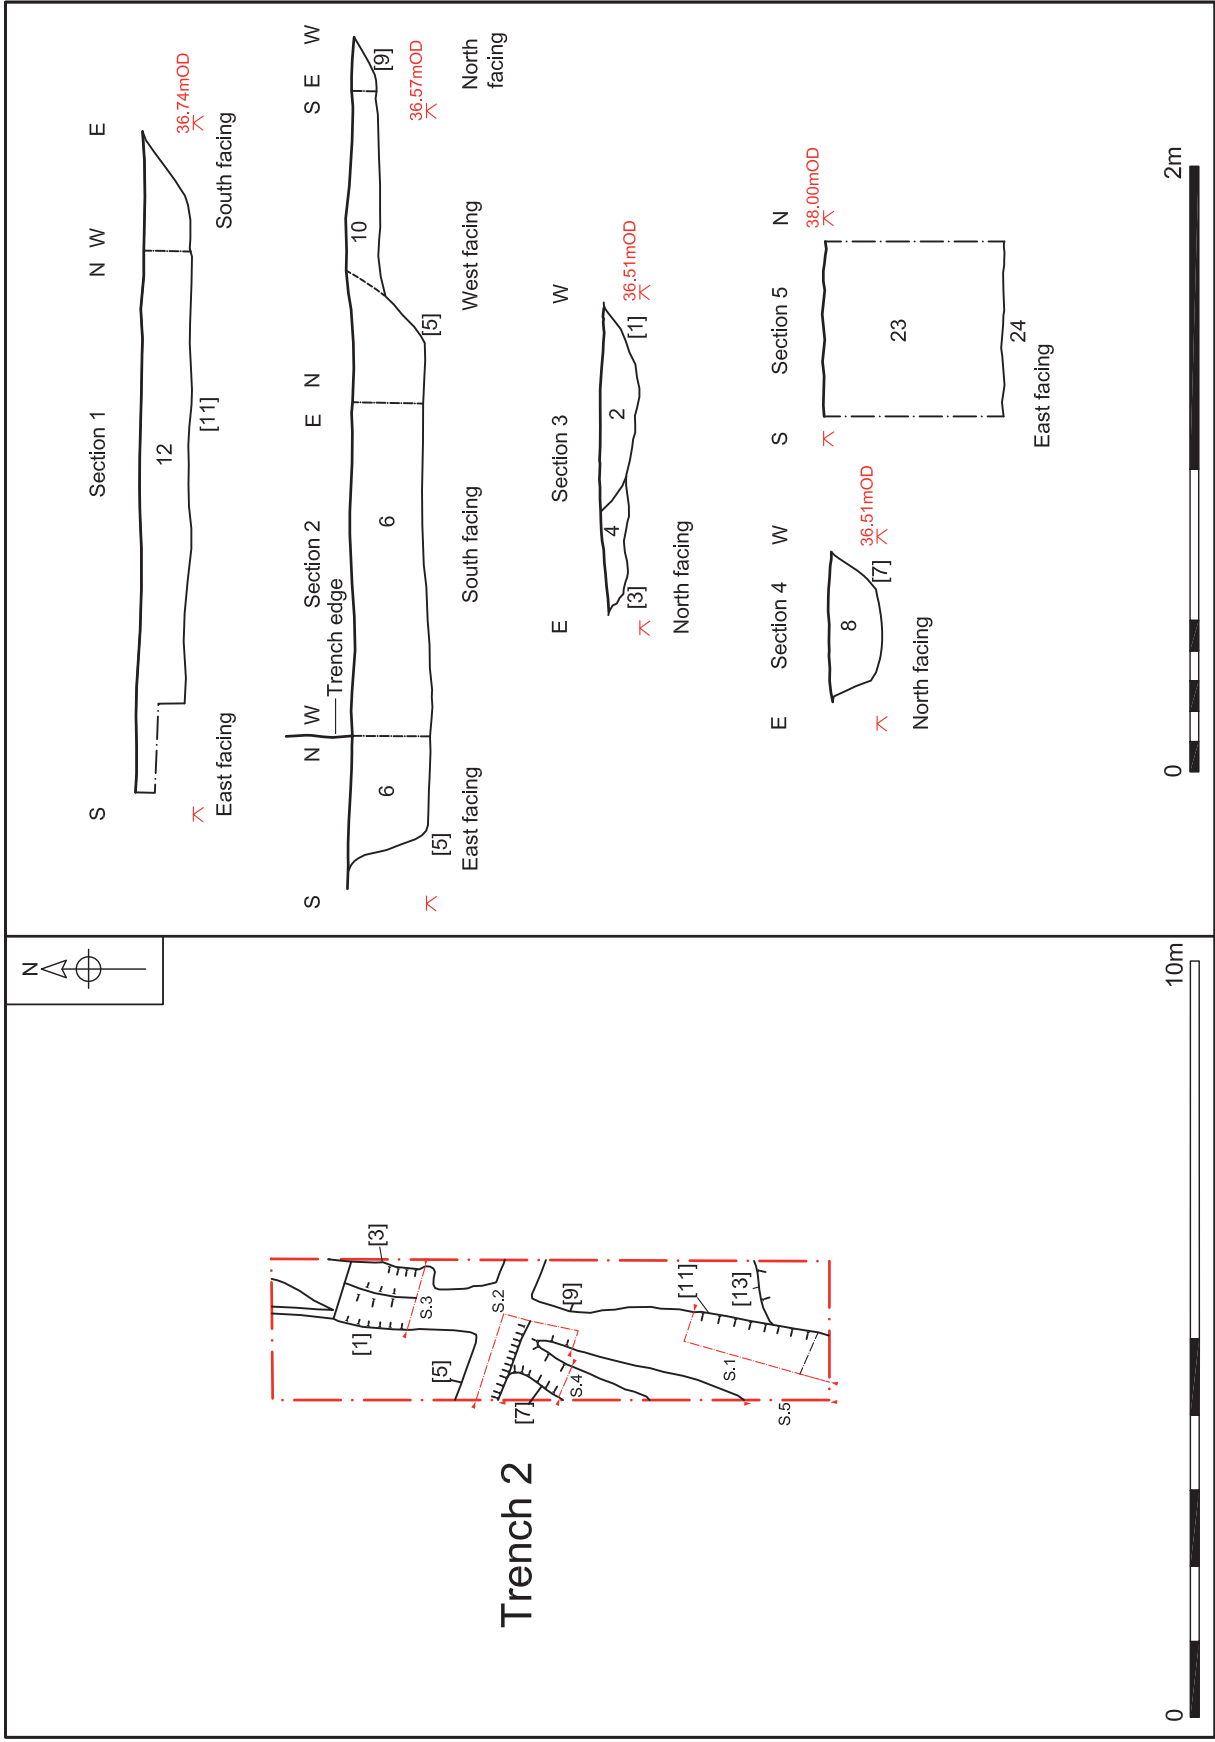 N
Trench 2
[1]
[3]
[5]
[7]
[9]
[11]
[13]
S.3
S.2
S.4
S.1
S.5
0 10m
Section 1
S N W E
12
[11]
36.74mOD
East facing South facing
Section 2
S N W E N S E W
Trench edge
6 6 10
[5] [5] [9]
36.57mOD
East facing South facing West facing North
facing
Section 3
E W
4 2
[3] [1]
36.51mOD
North facing
Section 4
E W
8
[7]
36.51mOD
North facing
Section 5
S N
38.00mOD
23
24
East facing
0 2m